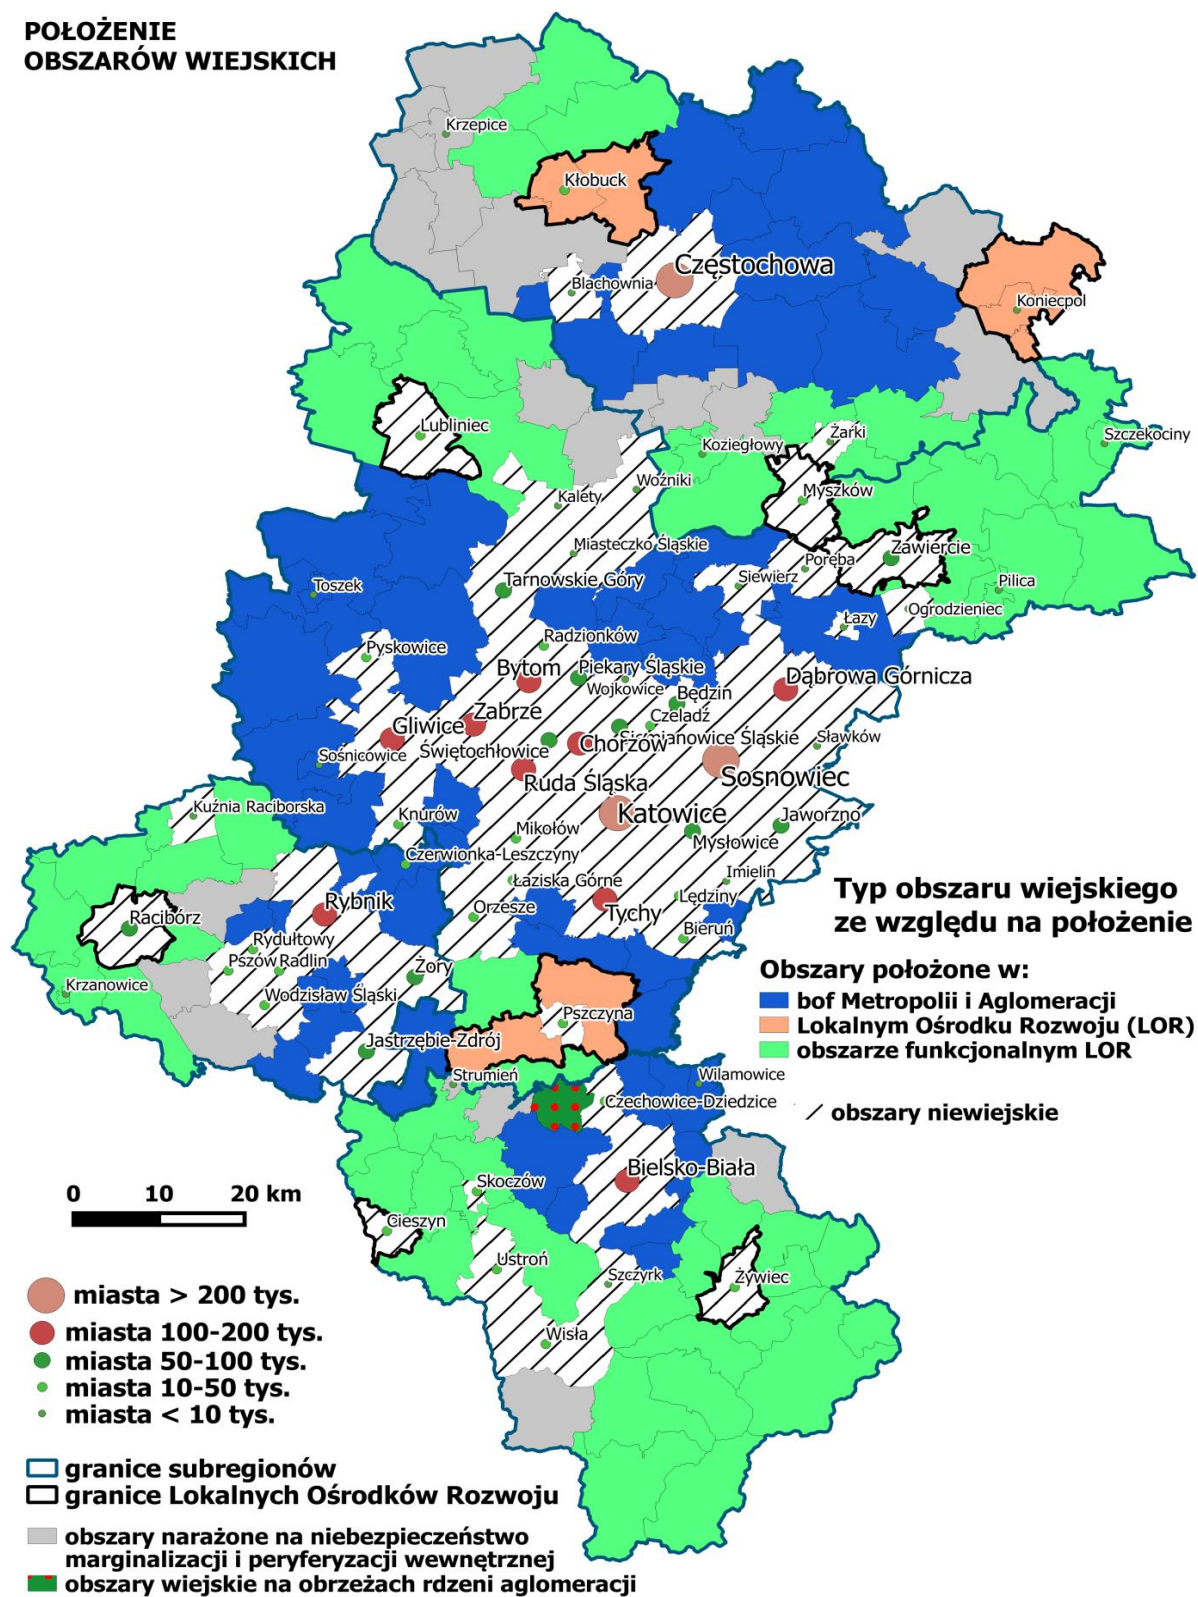 POŁOŻENIE
OBSZARÓW WIEJSKICH
Krzepice
Kłobuck
Częstochowa
Blachownia
Koniecpol
Lubliniec
Koziegłowy
Żarki
Szczekociny
Woźniki
Kalety
Myszków
Miasteczko Śląskie
Zawiercie
Poręba
Siewierz
Tarnowskie Góry
Toszek
Pilica
Ogrodzieniec
Łazy
Radzionków
Pyskowice
Bytom
Piekary Śląskie
Wojkowice
Będzin
Dąbrowa Górnicza
Zabrze
Gliwice
Czeladź
Świętochłowice
Chorzów
Siemianowice Śląskie
Sławków
Sośnicowice
Sosnowiec
Ruda Śląska
Kuźnia Raciborska
Knurów
Katowice
Jaworzno
Mikołów
Mysłowice
Czerwionka-Leszczyny
Imielin
Łaziska Górne
Lędziny
Rybnik
Orzesze
Tychy
Racibórz
Bieruń
Rydułtowy
Pszów
Radlin
Żory
Krzanowice
Wodzisław Śląski
Pszczyna
Jastrzębie-Zdrój
Strumień
Wilamowice
Czechowice-Dziedzice
Bielsko-Biała
Skoczów
Cieszyn
Ustroń
Szczyrk
Żywiec
Wisła
Typ obszaru wiejskiego
ze względu na położenie
Obszary położone w:
bof Metropolii i Aglomeracji
Lokalnym Ośrodku Rozwoju (LOR)
obszarze funkcjonalnym LOR
obszary niewiejskie
0 10 20 km
miasta > 200 tys.
miasta 100-200 tys.
miasta 50-100 tys.
miasta 10-50 tys.
miasta < 10 tys.
granice subregionów
granice Lokalnych Ośrodków Rozwoju
obszary narażone na niebezpieczeństwo
marginalizacji i peryferyzacji wewnętrznej
obszary wiejskie na obrzeżach rdzeni aglomeracji